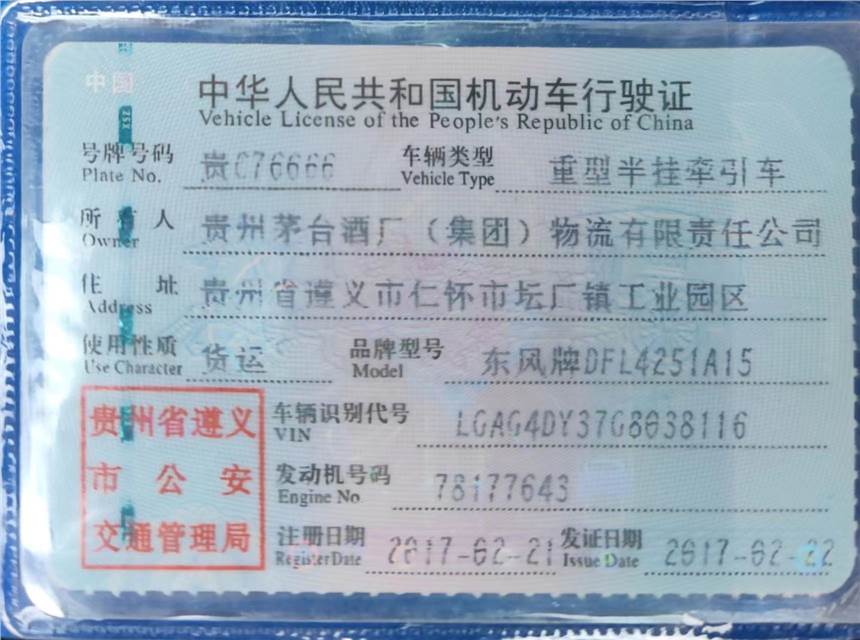 中国
中华人民共和国机动车行驶证
Vehicle License of the People's Republic of China
号牌号码 贵C76666 车辆类型 重型半挂牵引车
Plate No. Vehicle Type
所有人 贵州茅台酒厂（集团）物流有限责任公司
Owner
住址 贵州省遵义市仁怀市坛厂镇工业园区
Address
使用性质 货运 品牌型号 东风牌DFL4251A15
Use Character Model
贵州省遵义
市公安
交通管理局
车辆识别代号 LGAG4DY37G8038116
VIN
发动机号码 78177643
Engine No
注册日期 2017-02-21 发证日期 2017-02-22
Register Date Issue Date